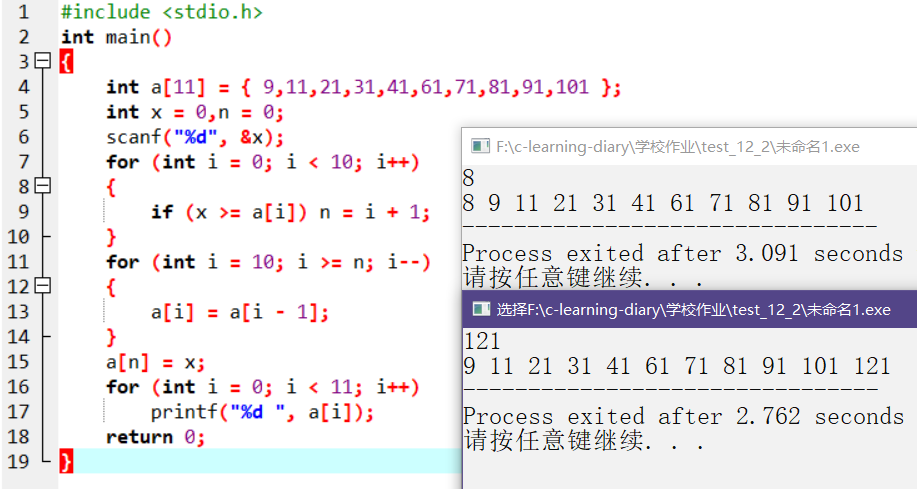 1 #include <stdio.h>
2 int main()
3 {
4 int a[11] = { 9,11,21,31,41,61,71,81,91,101 };
5 int x = 0,n = 0;
6 scanf("%d", &x);
7 for (int i = 0; i < 10; i++)
8 {
9 if (x >= a[i]) n = i + 1;
10 }
11 for (int i = 10; i >= n; i--)
12 {
13 a[i] = a[i - 1];
14 }
15 a[n] = x;
16 for (int i = 0; i < 11; i++)
17 printf("%d ", a[i]);
18 return 0;
19 }
F:\c-learning-diary\学校作业\test_12_2\未命名1.exe
8
8 9 11 21 31 41 61 71 81 91 101
--------------------------------
Process exited after 3.091 seconds
请按任意键继续. . .
选择F:\c-learning-diary\学校作业\test_12_2\未命名1.exe
121
9 11 21 31 41 61 71 81 91 101 121
--------------------------------
Process exited after 2.762 seconds
请按任意键继续. . .